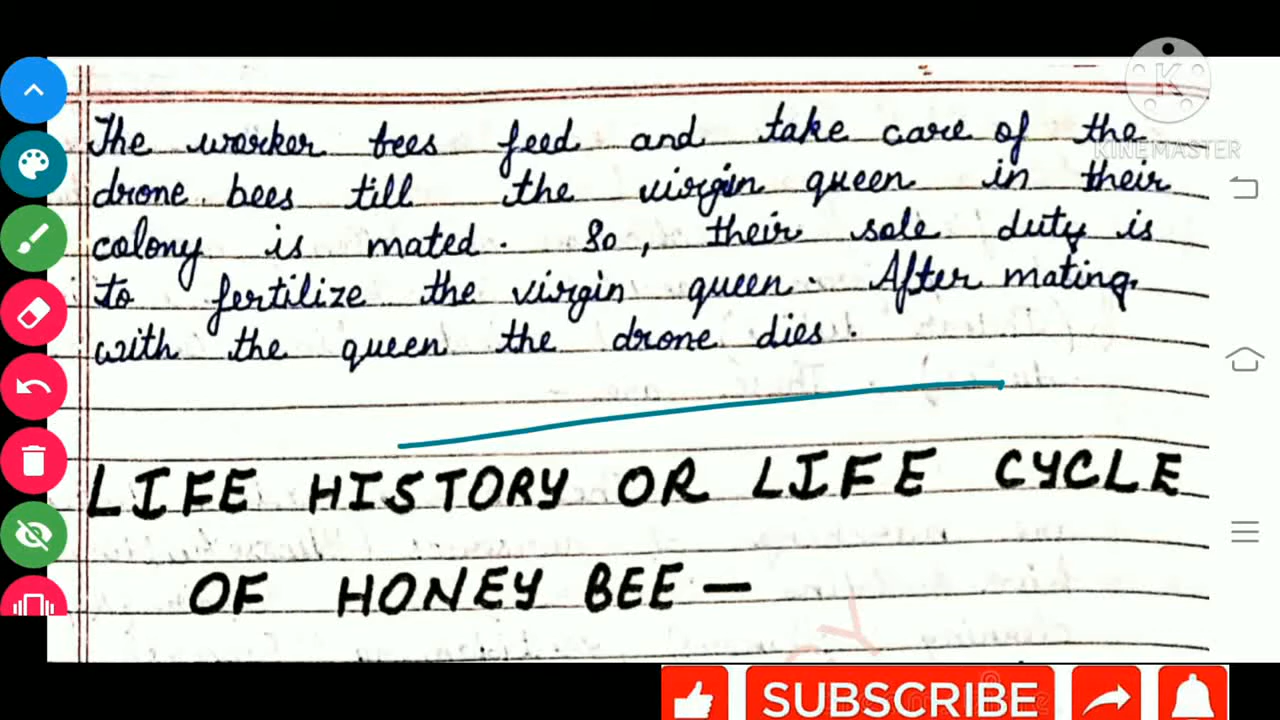 The worker bees feed and take care of the
drone bees till the virgin queen in their
colony is mated. So, their sole duty is
to fertilize the virgin queen. After mating
with the queen the drone dies.
LIFE HISTORY OR LIFE CYCLE
OF HONEY BEE —
K
KINEMASTER
SUBSCRIBE